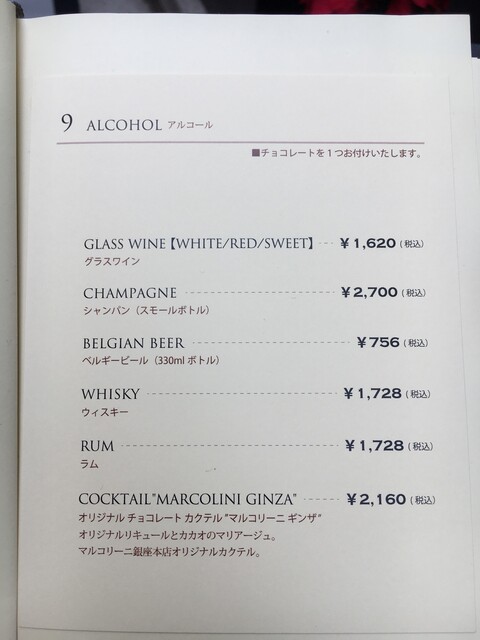 9 ALCOHOL アルコール
■チョコレートを1つお付けいたします。
GLASS WINE【WHITE/RED/SWEET】 ¥1,620(税込)
グラスワイン
CHAMPAGNE ¥2,700(税込)
シャンパン(スモールボトル)
BELGIAN BEER ¥756(税込)
ベルギービール(330mlボトル)
WHISKY ¥1,728(税込)
ウィスキー
RUM ¥1,728(税込)
ラム
COCKTAIL"MARCOLINI GINZA" ¥2,160(税込)
オリジナル チョコレート カクテル"マルコリーニ ギンザ"
オリジナルリキュールとカカオのマリアージュ。
マルコリーニ銀座本店オリジナルカクテル。